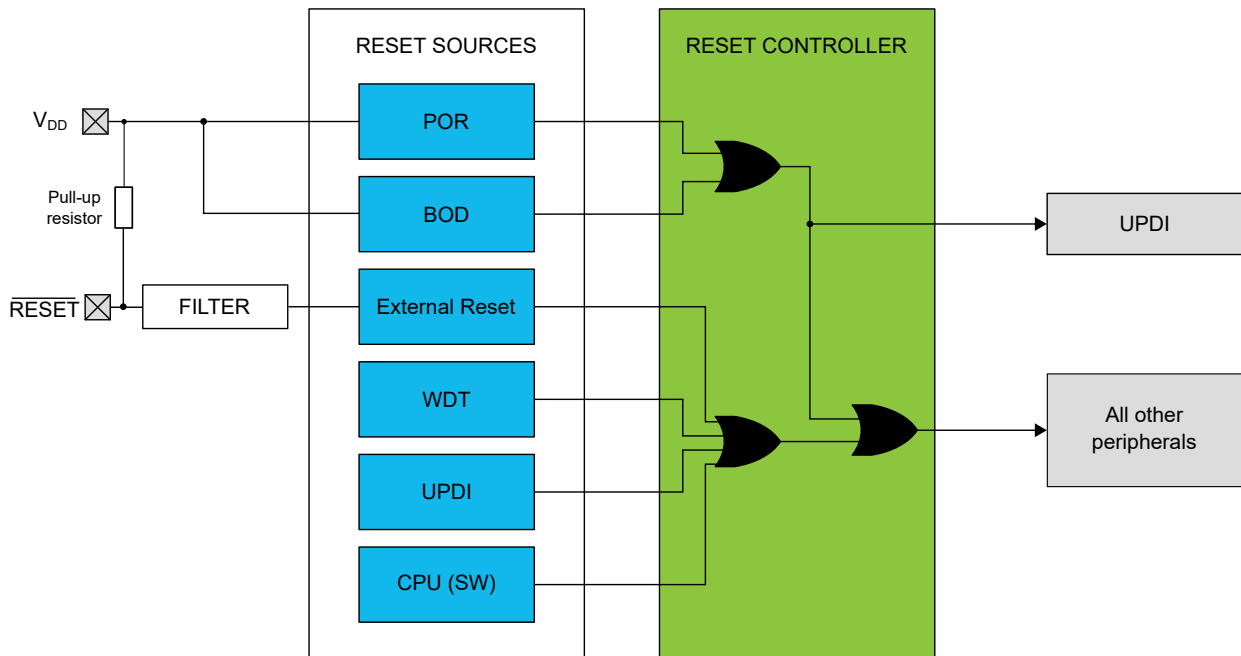 RESET SOURCES
RESET CONTROLLER
VDD
POR
Pull-up
resistor
BOD
UPDI
RESET
FILTER
External Reset
WDT
All other
peripherals
UPDI
CPU (SW)